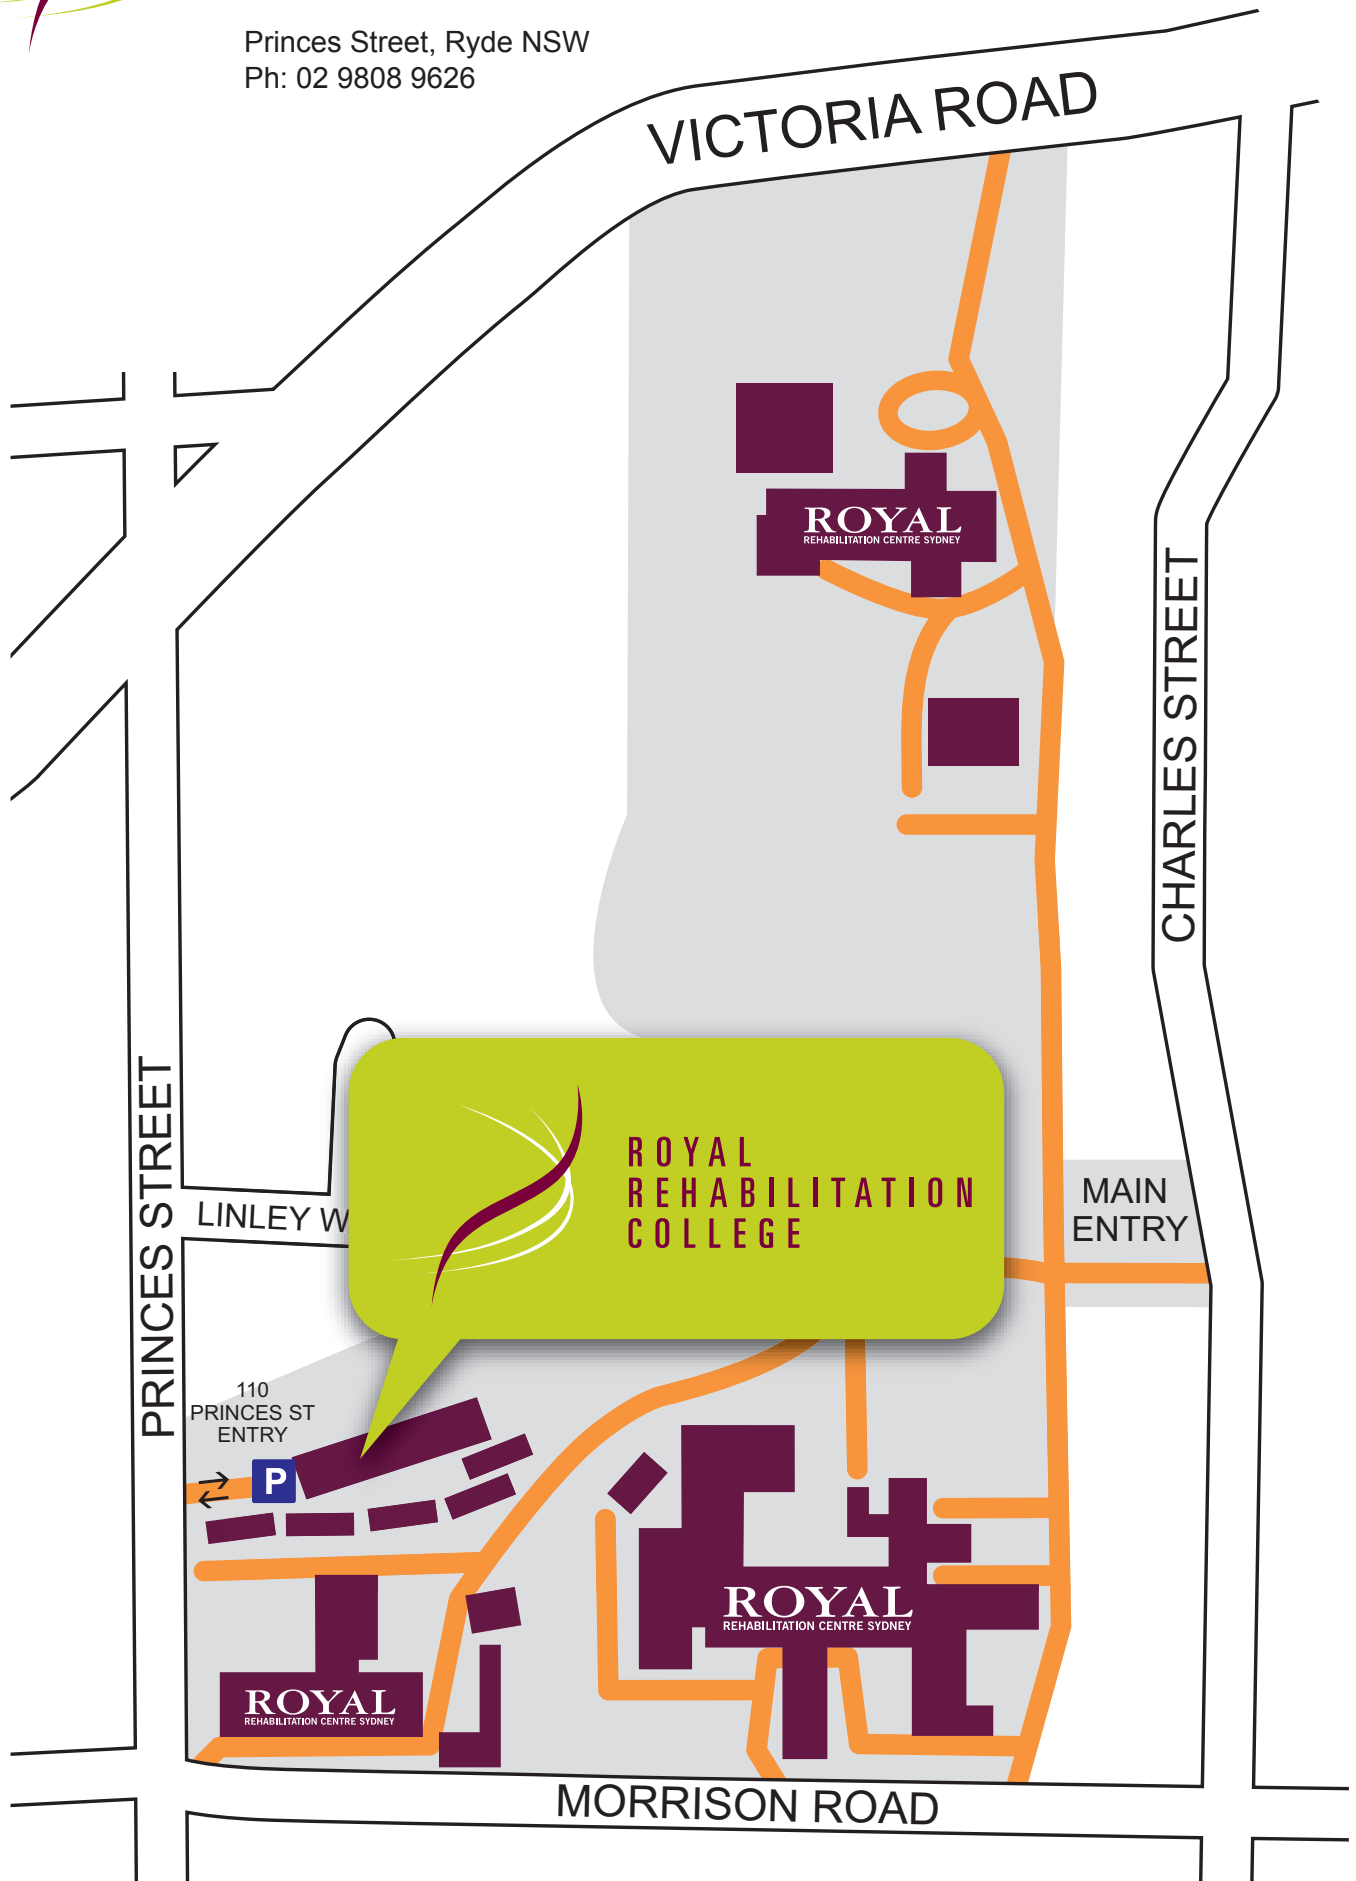 Princes Street, Ryde NSW
Ph: 02 9808 9626
VICTORIA ROAD
ROYAL
REHABILITATION CENTRE SYDNEY
CHARLES STREET
PRINCES STREET
LINLEY W
ROYAL
REHABILITATION
COLLEGE
MAIN
ENTRY
110
PRINCES ST
ENTRY
P
ROYAL
REHABILITATION CENTRE SYDNEY
ROYAL
REHABILITATION CENTRE SYDNEY
MORRISON ROAD